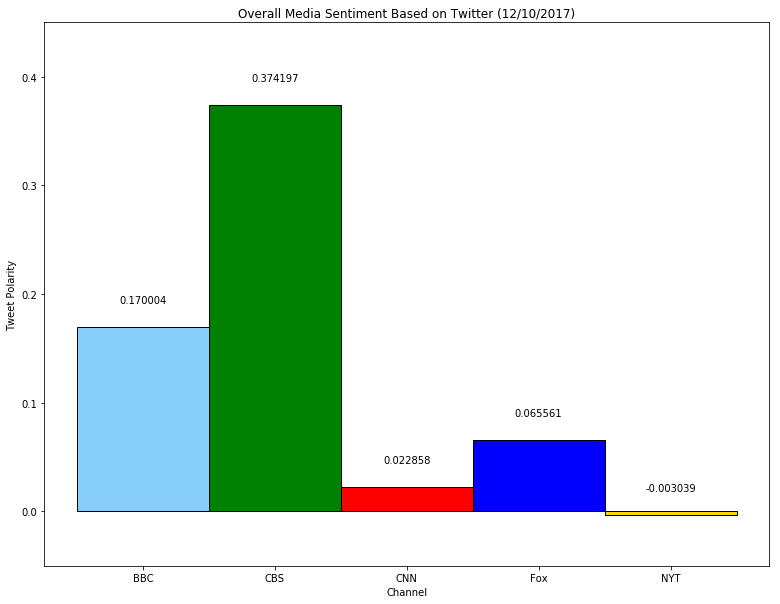 Overall Media Sentiment Based on Twitter (12/10/2017)
0.4
0.3
0.2
0.1
0.0
Tweet Polarity
0.170004
0.374197
0.022858
0.065561
-0.003039
BBC
CBS
CNN
Fox
NYT
Channel